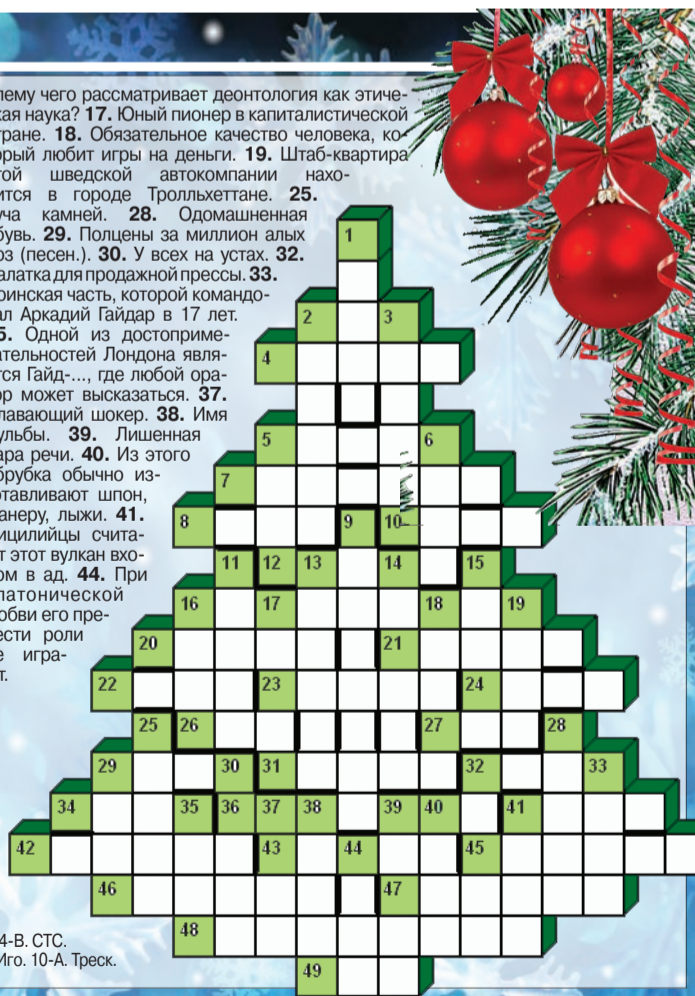 лему чего рассматривает деонтология как этиче-
кая наука? 17. Юный пионер в капиталистической
тране. 18. Обязательное качество человека, ко-
орый любит игры на деньги. 19. Штаб-квартира
той шведской автокомпании нахо-
ится в городе Тролльхеттане. 25.
уча камней. 28. Одомашненная
бувь. 29. Полцены за миллион алых
оз (песен.). 30. У всех на устах. 32.
алатка для продажной прессы. 33.
оинская часть, которой командо-
ал Аркадий Гайдар в 17 лет.
5. Одной из достоприме-
ательностей Лондона явля-
тся Гайд-..., где любой ора-
ор может высказаться. 37.
лавающий шокер. 38. Имя
ульбы. 39. Лишенная
ара речи. 40. Из этого
брубка обычно из-
отавливают шпон,
анеру, лыжи. 41.
ицилийцы счита-
т этот вулкан вхо-
ом в ад. 44. При
латонической
юбви его пре-
ести роли
е игра-
т.
1
2 3
4
5 6
7
8 9 10
11 12 13 14 15
16 17 18 19
20 21
22 23 24
25 26 27 28
29 30 31 32 33
34 35 36 37 38 39 40 41
42 43 44 45
46 47
48
49
4-В. СТС.
Иго. 10-А. Треск.